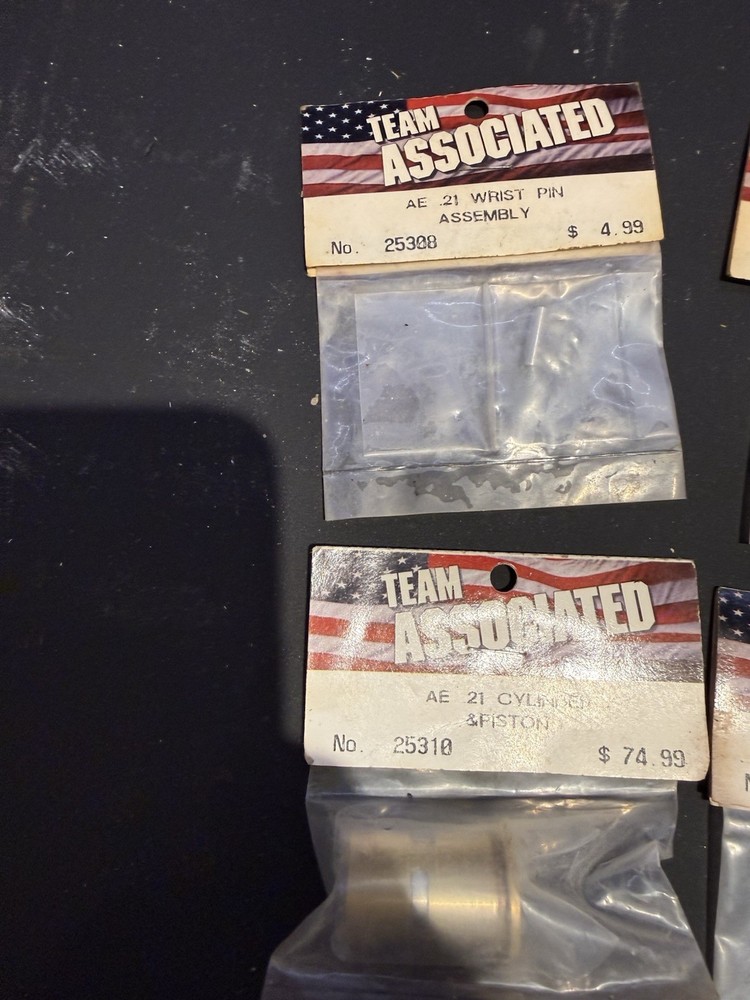 TEAM
ASSOCIATED
AE .21 WRIST PIN
ASSEMBLY
No. 25308 $ 4.99
TEAM
ASSOCIATED
AE 21 CYLINDER
&PISTON
No. 25310 $ 74.99